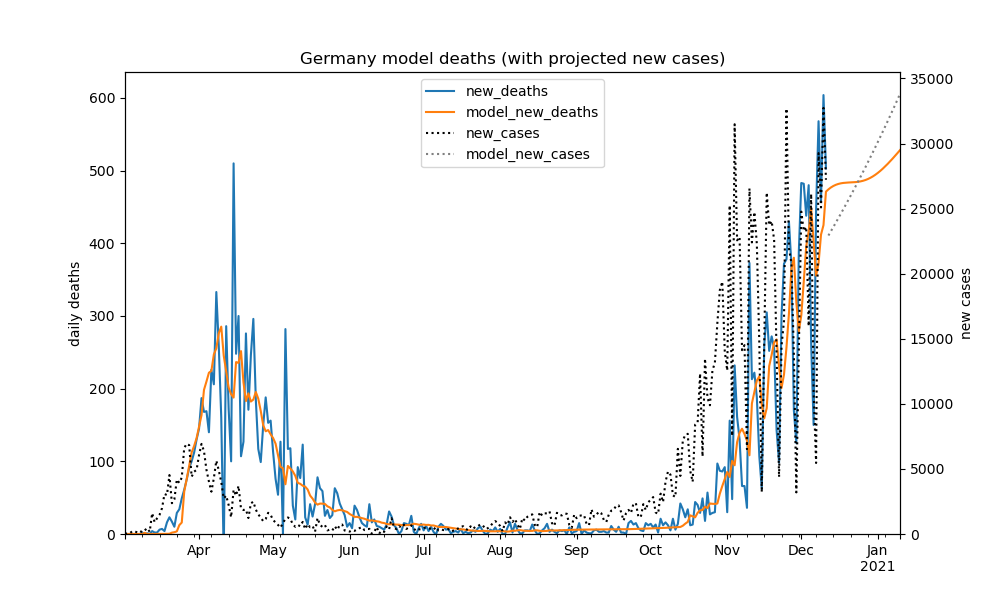 Germany model deaths (with projected new cases)
new_deaths
model_new_deaths
new_cases
model_new_cases
daily deaths
600
500
400
300
200
100
0
35000
30000
25000
20000
15000
10000
5000
0
new cases
Apr May Jun Jul Aug Sep Oct Nov Dec Jan
2021